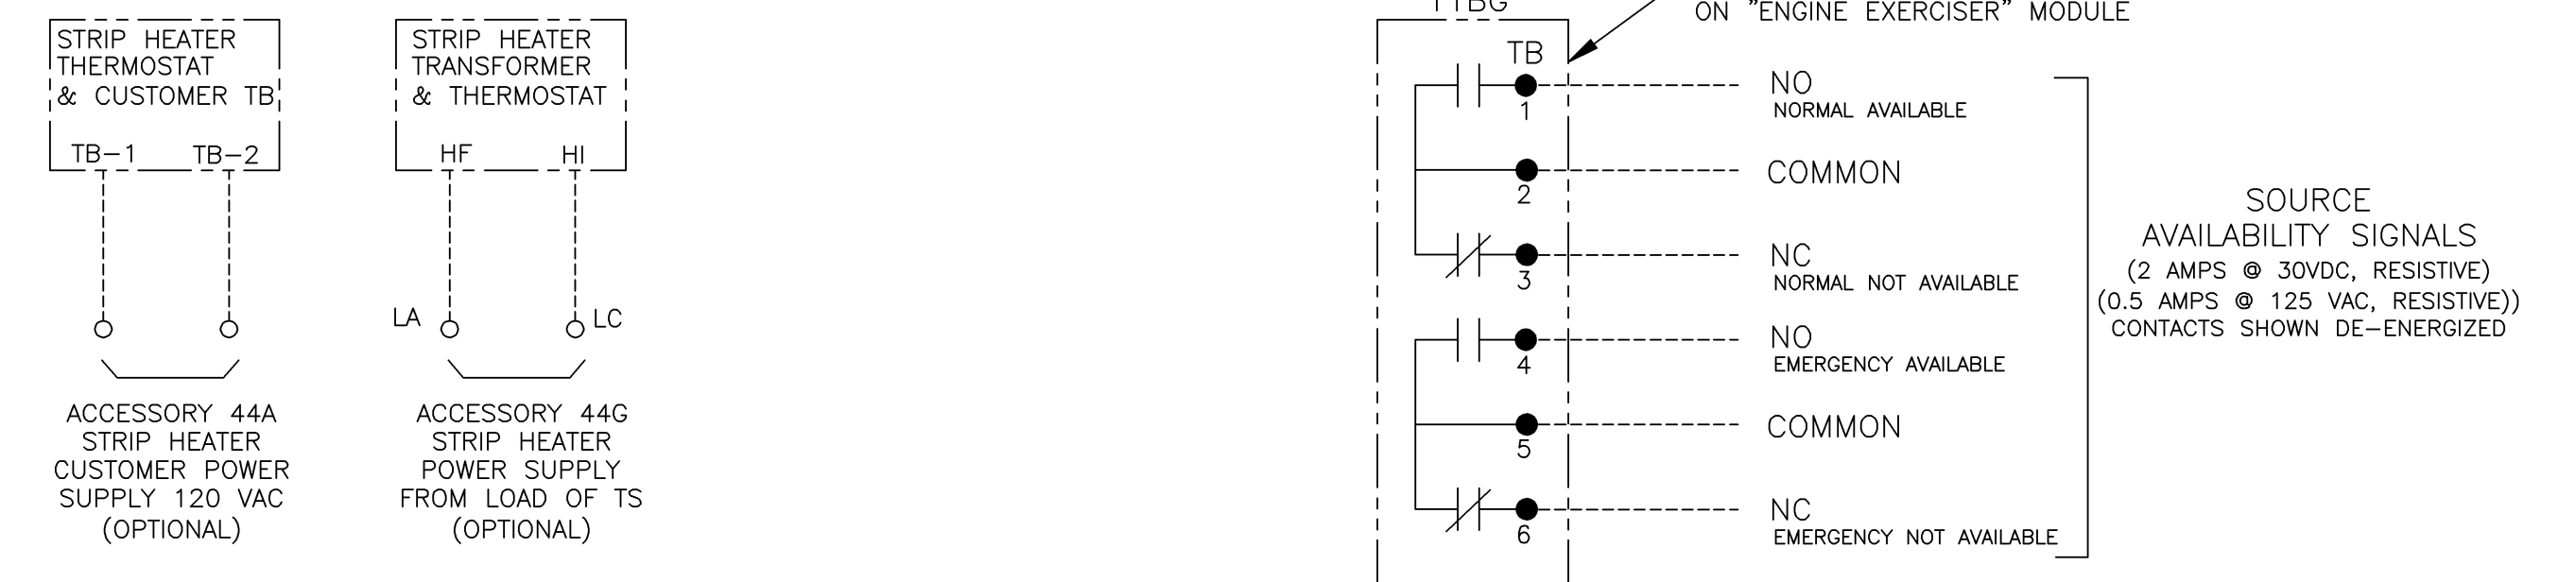 STRIP HEATER
THERMOSTAT
& CUSTOMER TB
TB-1 TB-2
ACCESSORY 44A
STRIP HEATER
CUSTOMER POWER
SUPPLY 120 VAC
(OPTIONAL)
STRIP HEATER
TRANSFORMER
& THERMOSTAT
HF HI
LA LC
ACCESSORY 44G
STRIP HEATER
POWER SUPPLY
FROM LOAD OF TS
(OPTIONAL)
ON "ENGINE EXERCISER" MODULE
TB
1
NO
NORMAL AVAILABLE
2
COMMON
3
NC
NORMAL NOT AVAILABLE
4
NO
EMERGENCY AVAILABLE
5
COMMON
6
NC
EMERGENCY NOT AVAILABLE
SOURCE
AVAILABILITY SIGNALS
(2 AMPS @ 30VDC, RESISTIVE)
(0.5 AMPS @ 125 VAC, RESISTIVE))
CONTACTS SHOWN DE-ENERGIZED